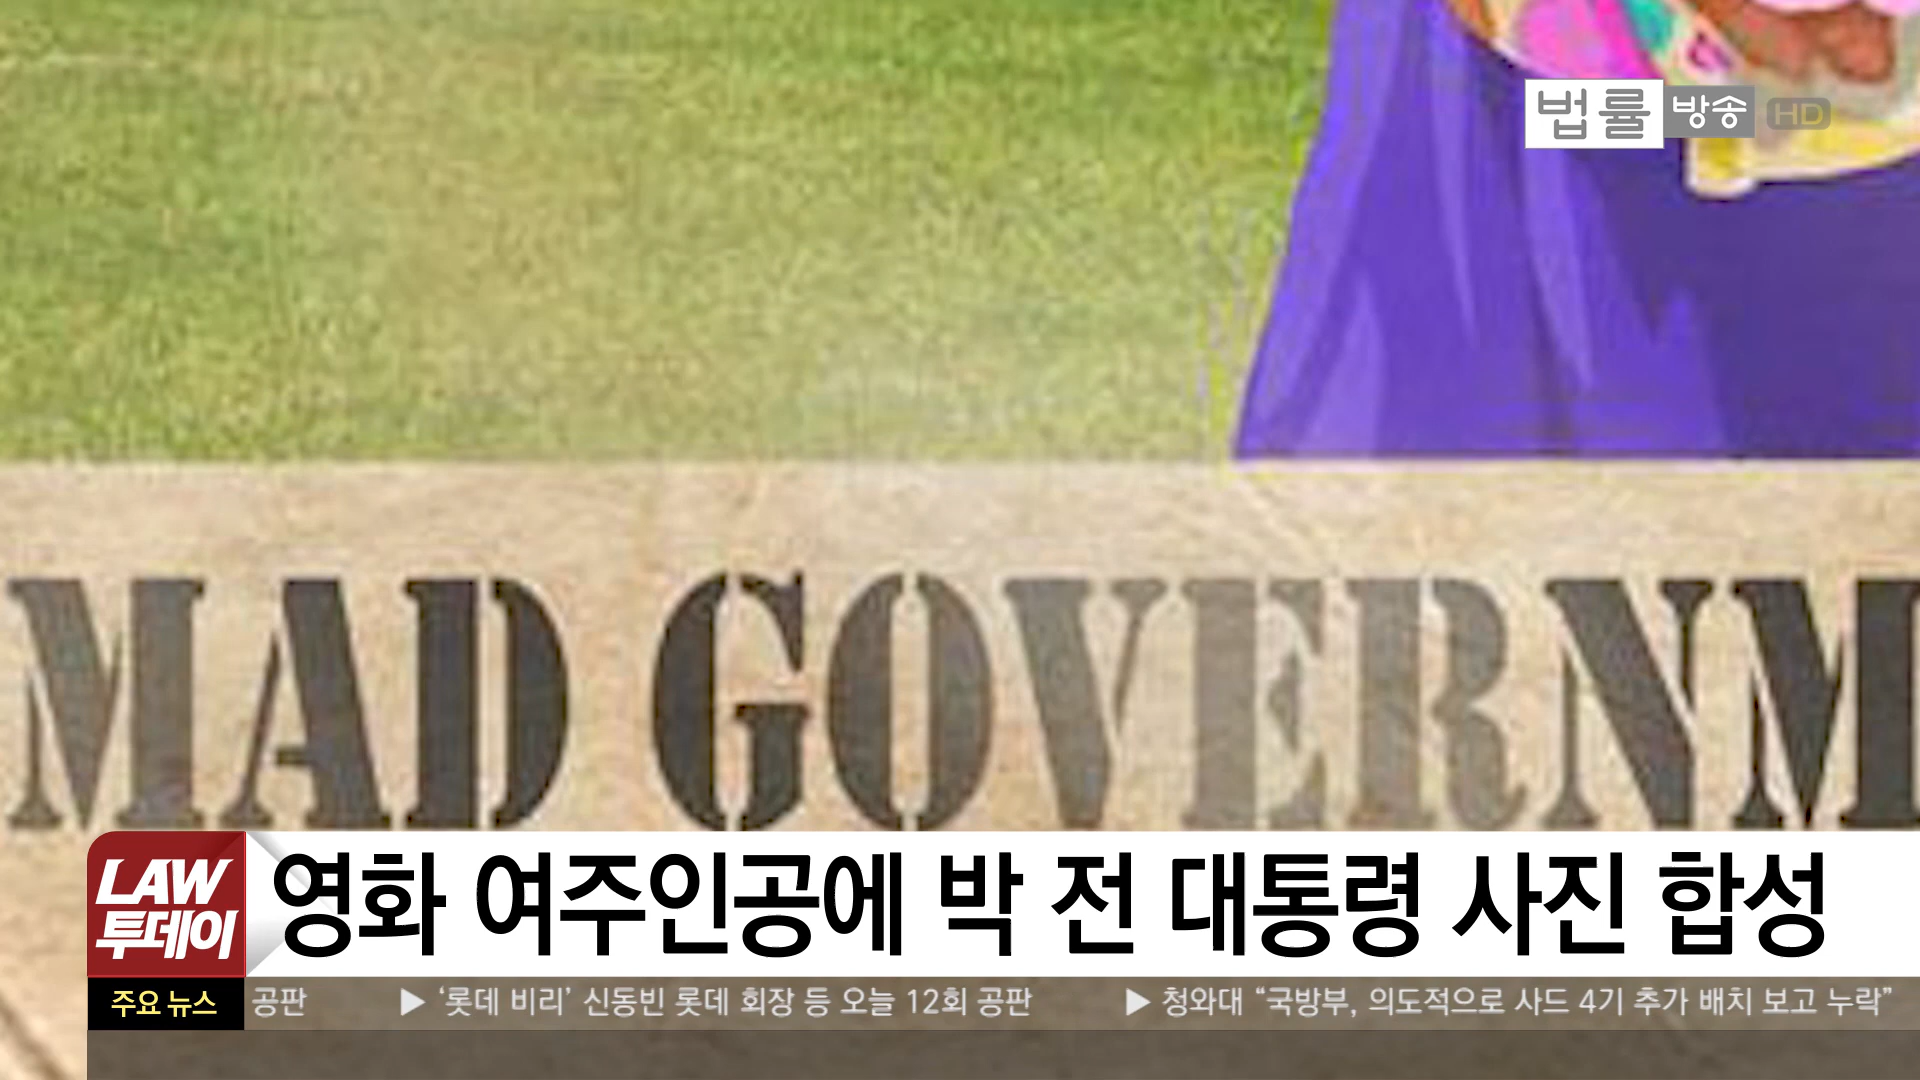 법률방송 HD
MAD GOVERNM
LAW
투데이
영화 여주인공에 박 전 대통령 사진 합성
주요 뉴스
공판 ▶ ‘롯데 비리’ 신동빈 롯데 회장 등 오늘 12회 공판 ▶ 청와대 “국방부, 의도적으로 사드 4기 추가 배치 보고 누락”